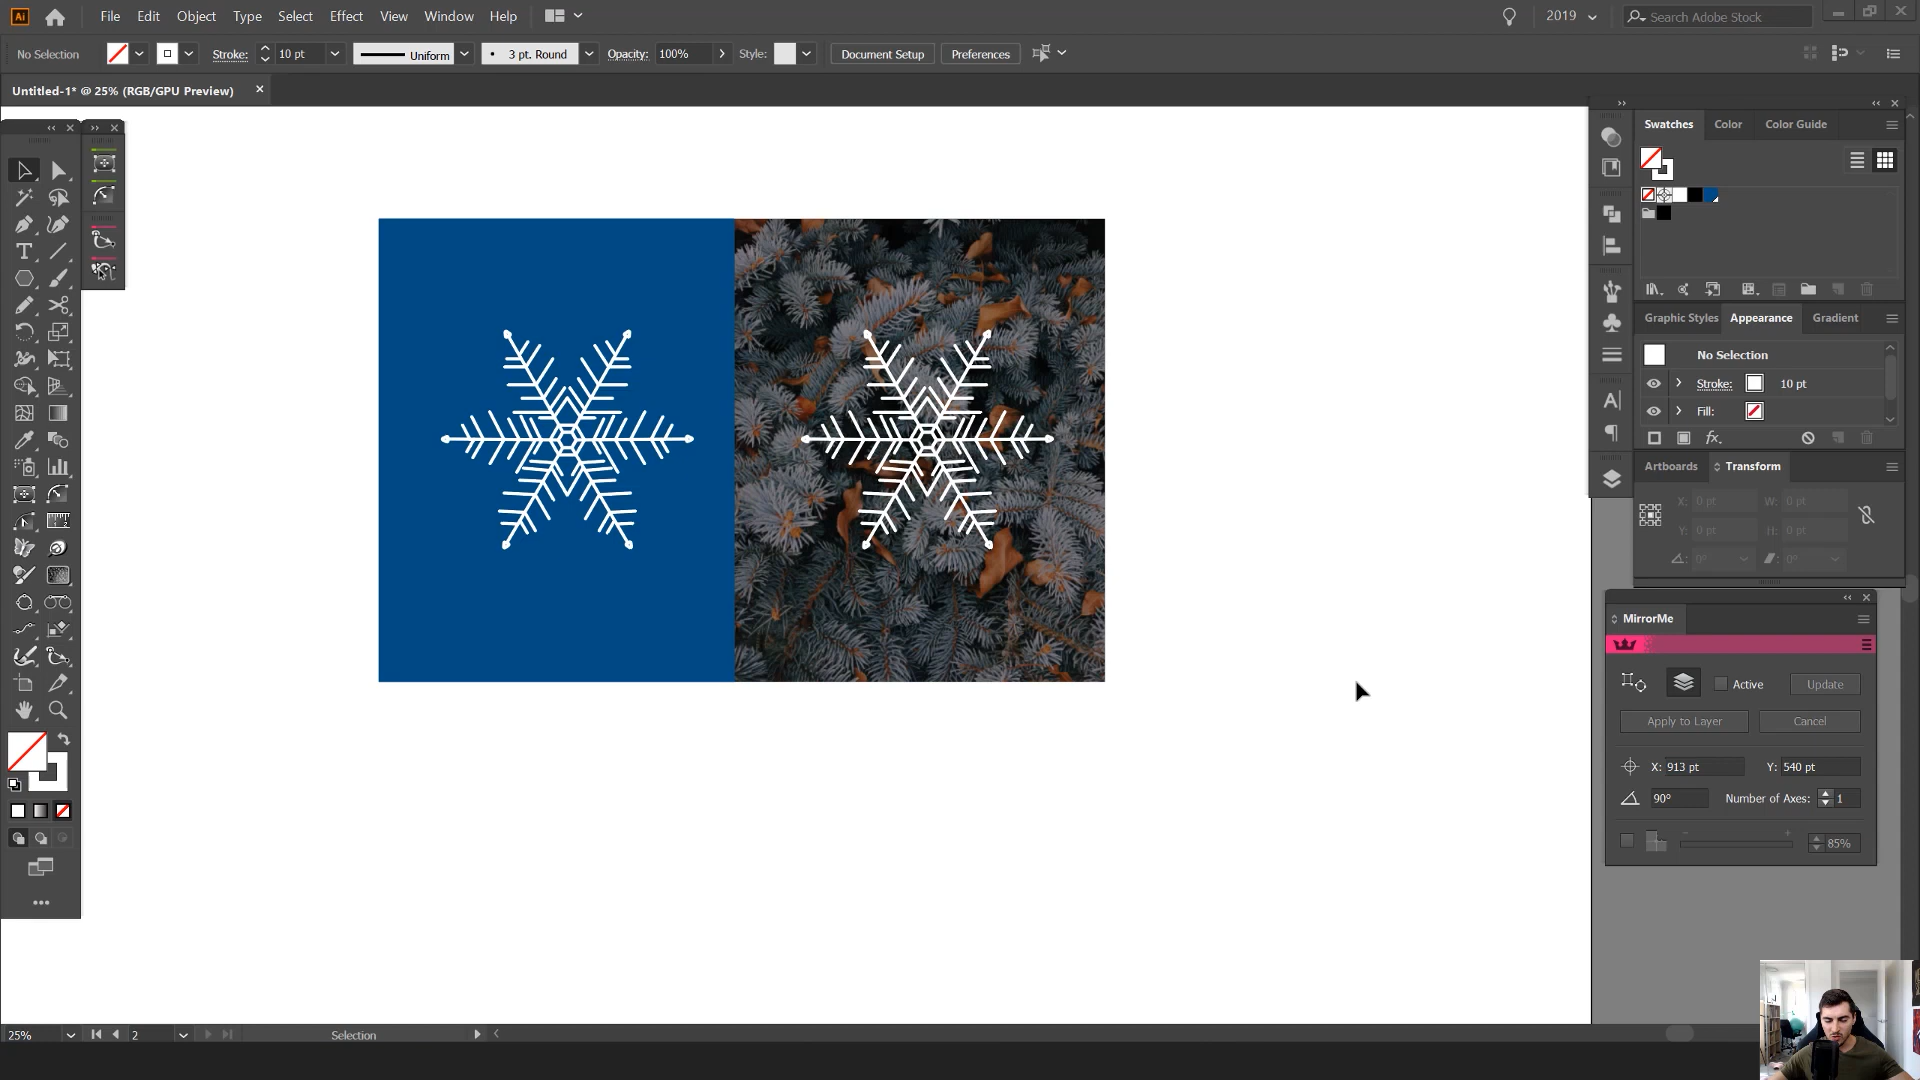 Ai File Edit Object Type Select Effect View Window Help 2019 Search Adobe Stock
No Selection Stroke: 10 pt Uniform 3 pt. Round Opacity: 100% Style: Document Setup Preferences
Untitled-1* @ 25% (RGB/GPU Preview)
Swatches Color Color Guide
Graphic Styles Appearance Gradient
No Selection
Stroke: 10 pt
Fill:
fx.
Artboards Transform
X: 0 pt W: 0 pt
Y: 0 pt H: 0 pt
0° 0°
MirrorMe
Active Update
Apply to Layer Cancel
X: 913 pt Y: 540 pt
90° Number of Axes: 1
85%
25% 2 Selection